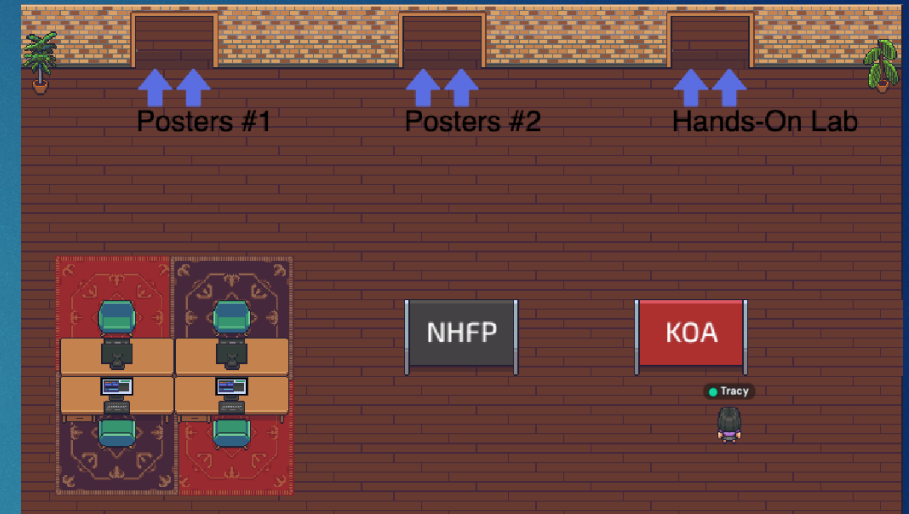 Posters #1
Posters #2
Hands-On Lab
NHFP
KOA
Tracy